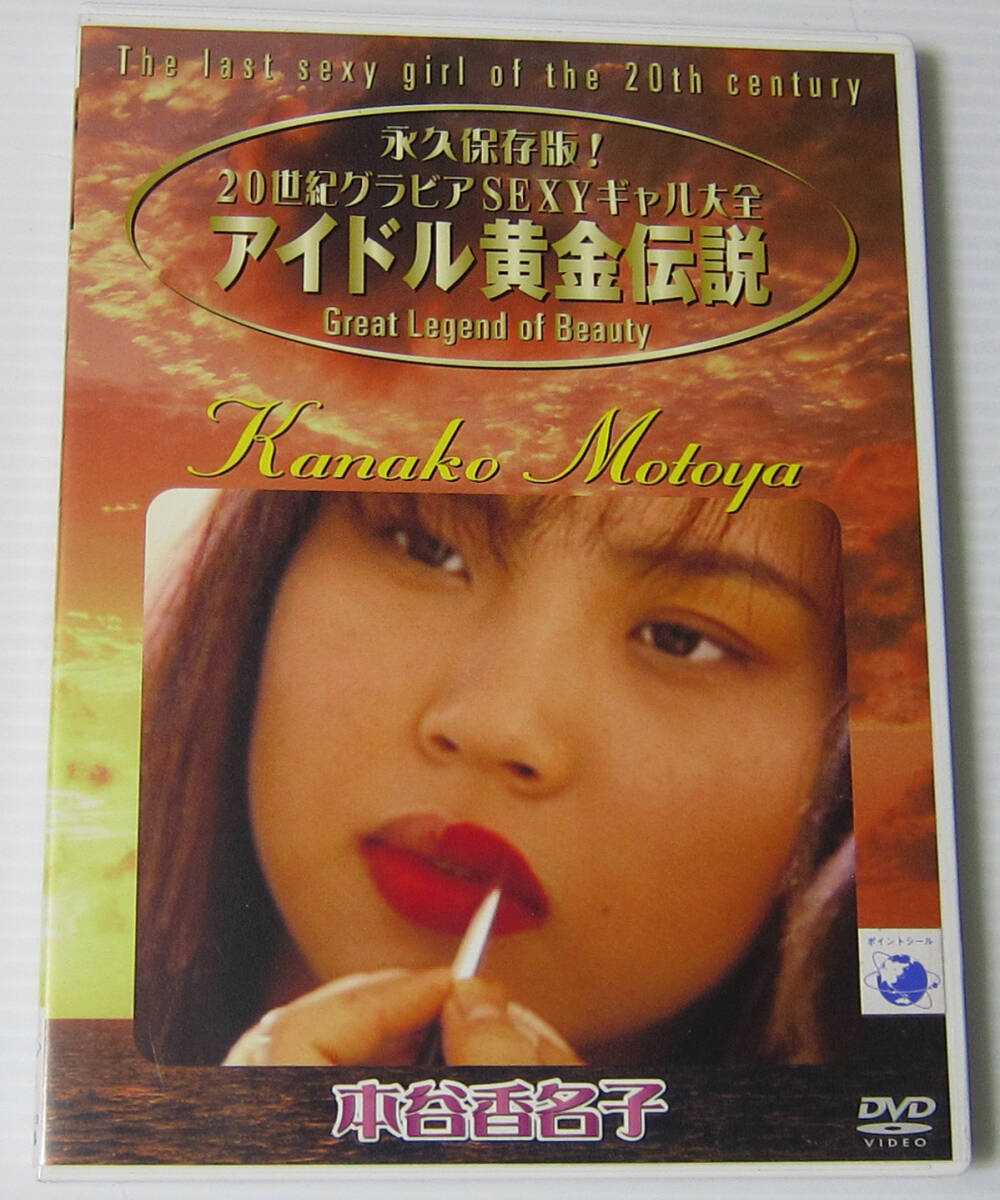 The last sexy girl of the 20th century
永久保存版!
20世紀グラビアSEXYギャル大全
アイドル黄金伝説
Great Legend of Beauty
Kanako Motoya
ポイントシール
本谷香名子
DVD
VIDEO